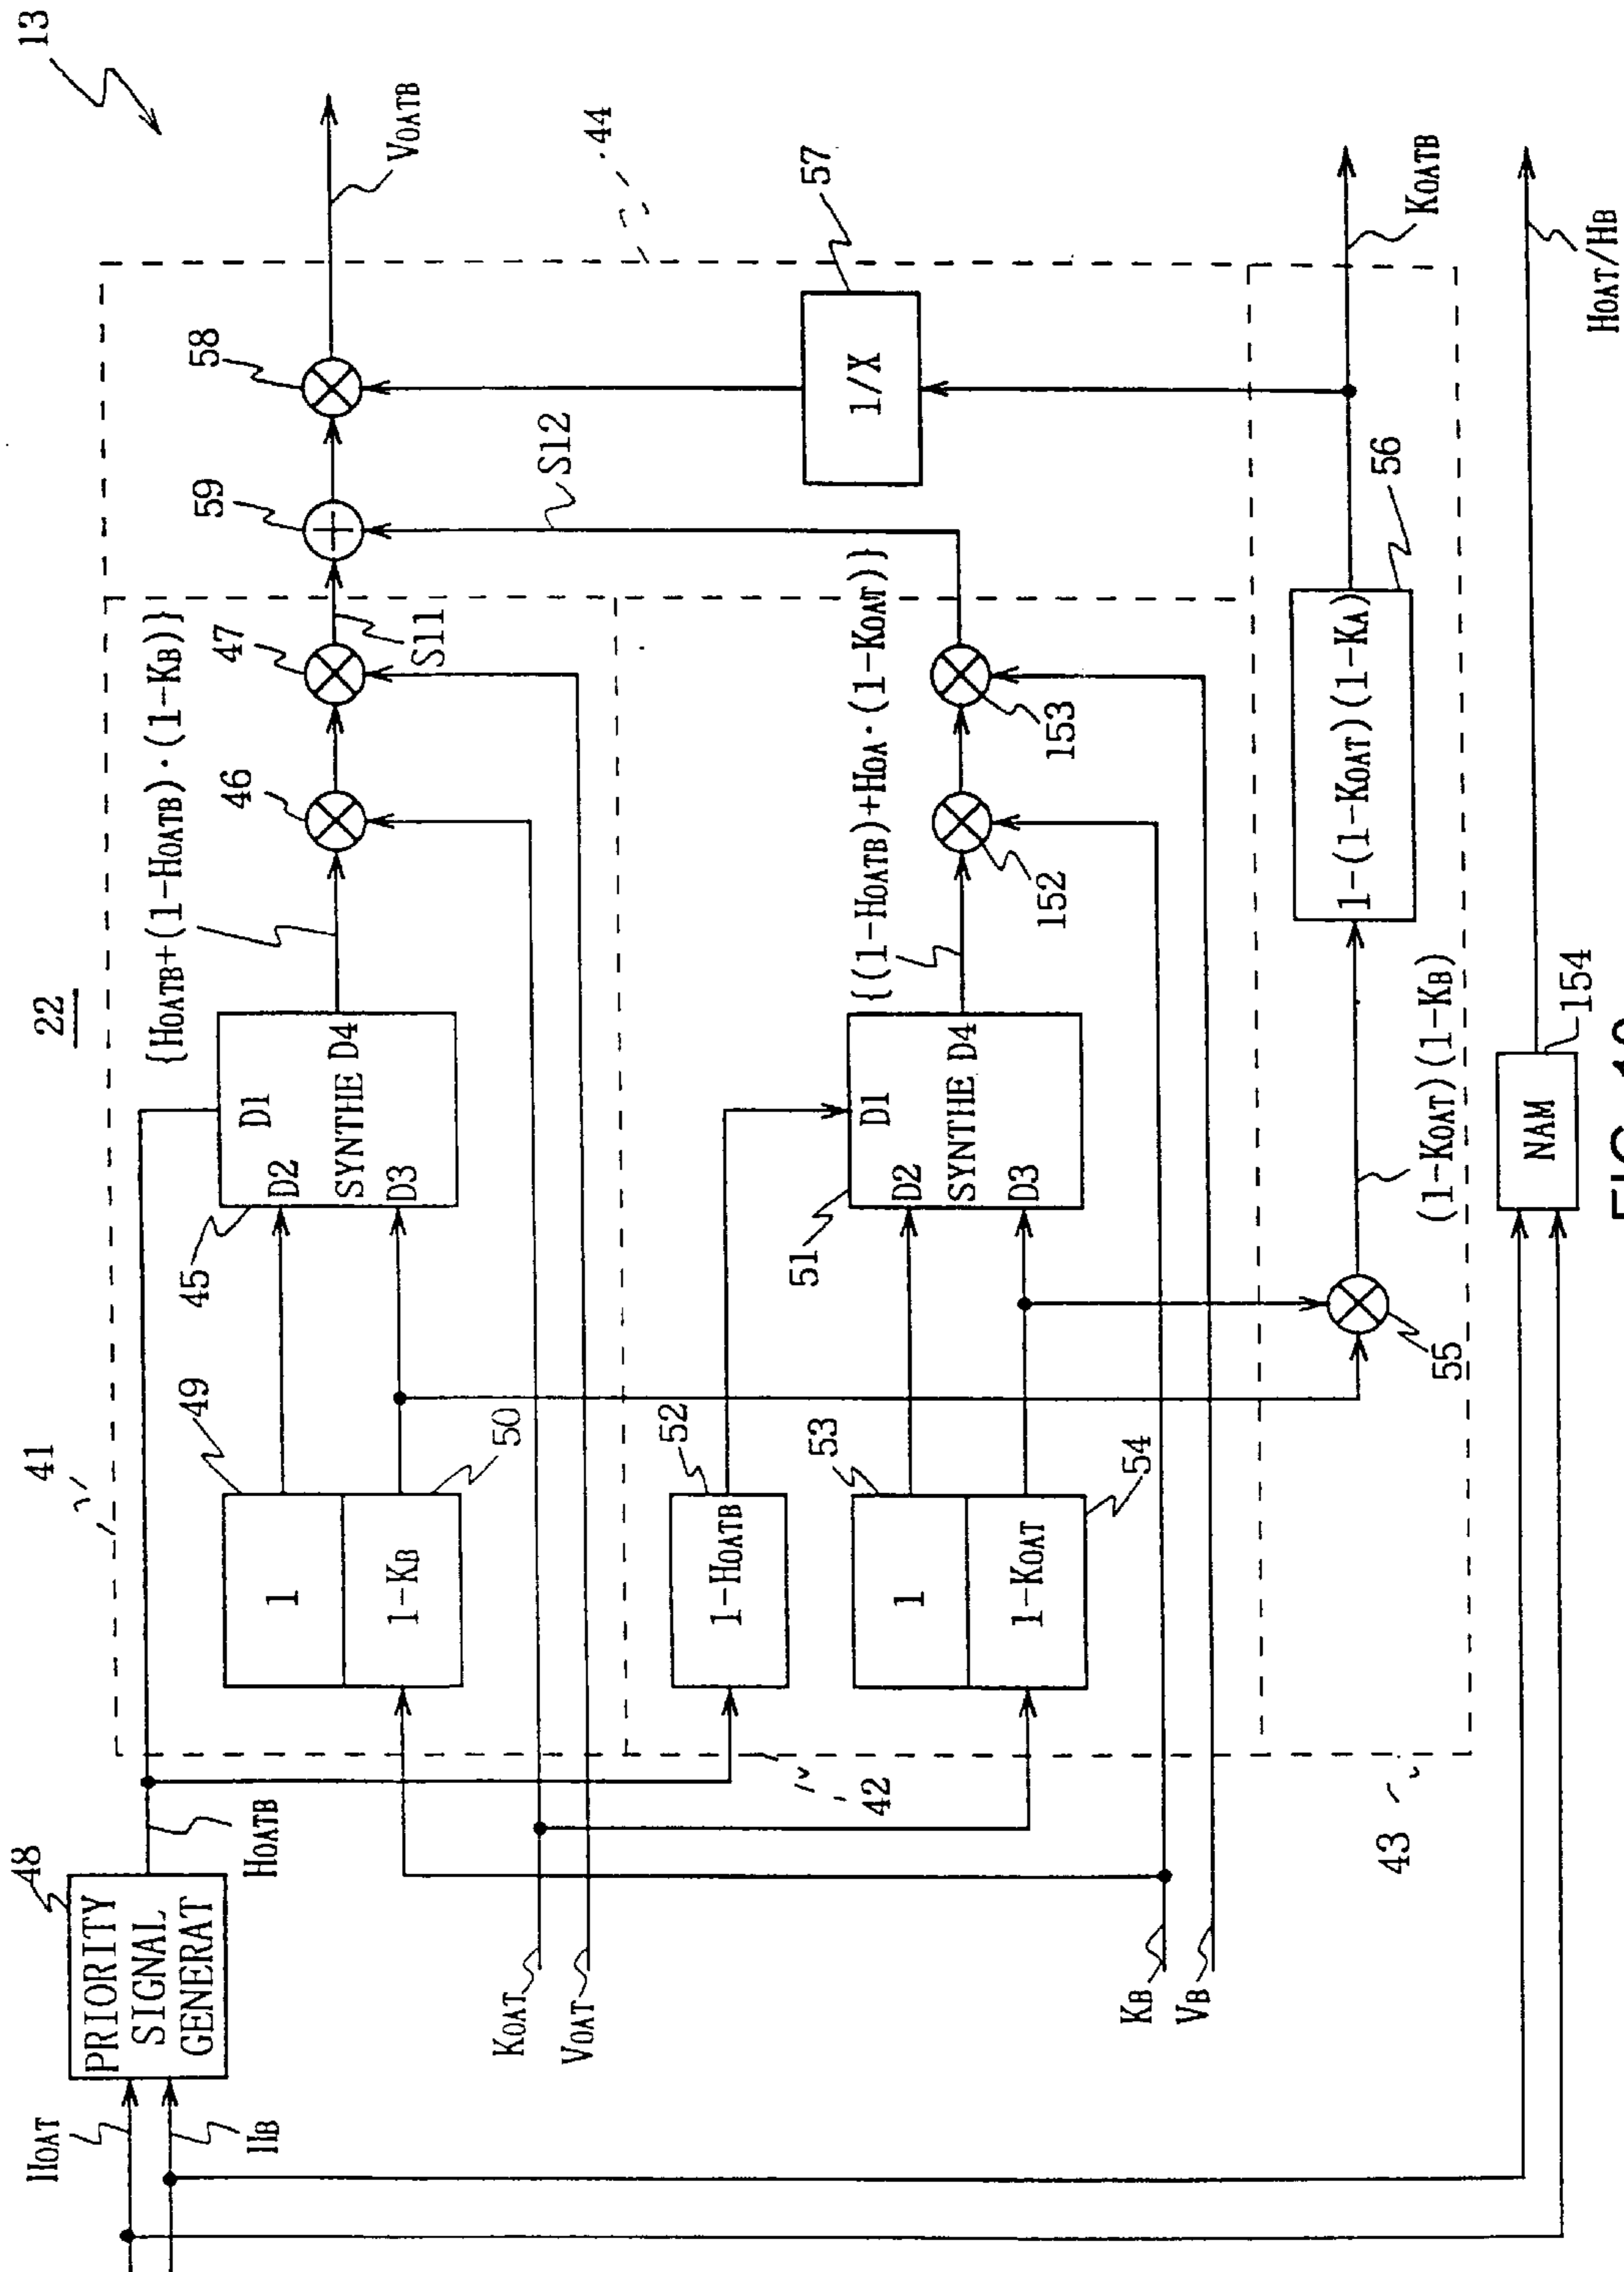 13
22
41
44
48
PRIORITY
SIGNAL
GENERAT
HOAT
HB
HOATB
{HOATB+(1-HOATB)·(1-KB)}
49
1
50
1-KB
45
D1
D2
SYNTHE D4
D3
46
47
S11
59
58
VOATB
KOAT
VOAT
42
52
1-HOATB
53
1
54
1-KOAT
51
D1
D2
SYNTHE D4
D3
{(1-HOATB)+HOA·(1-KOAT)}
152
153
S12
57
1/X
KB
VB
43
55
(1-KOAT)(1-KB)
1-(1-KOAT)(1-KA)
56
KOATB
NAM
154
HOAT/HB